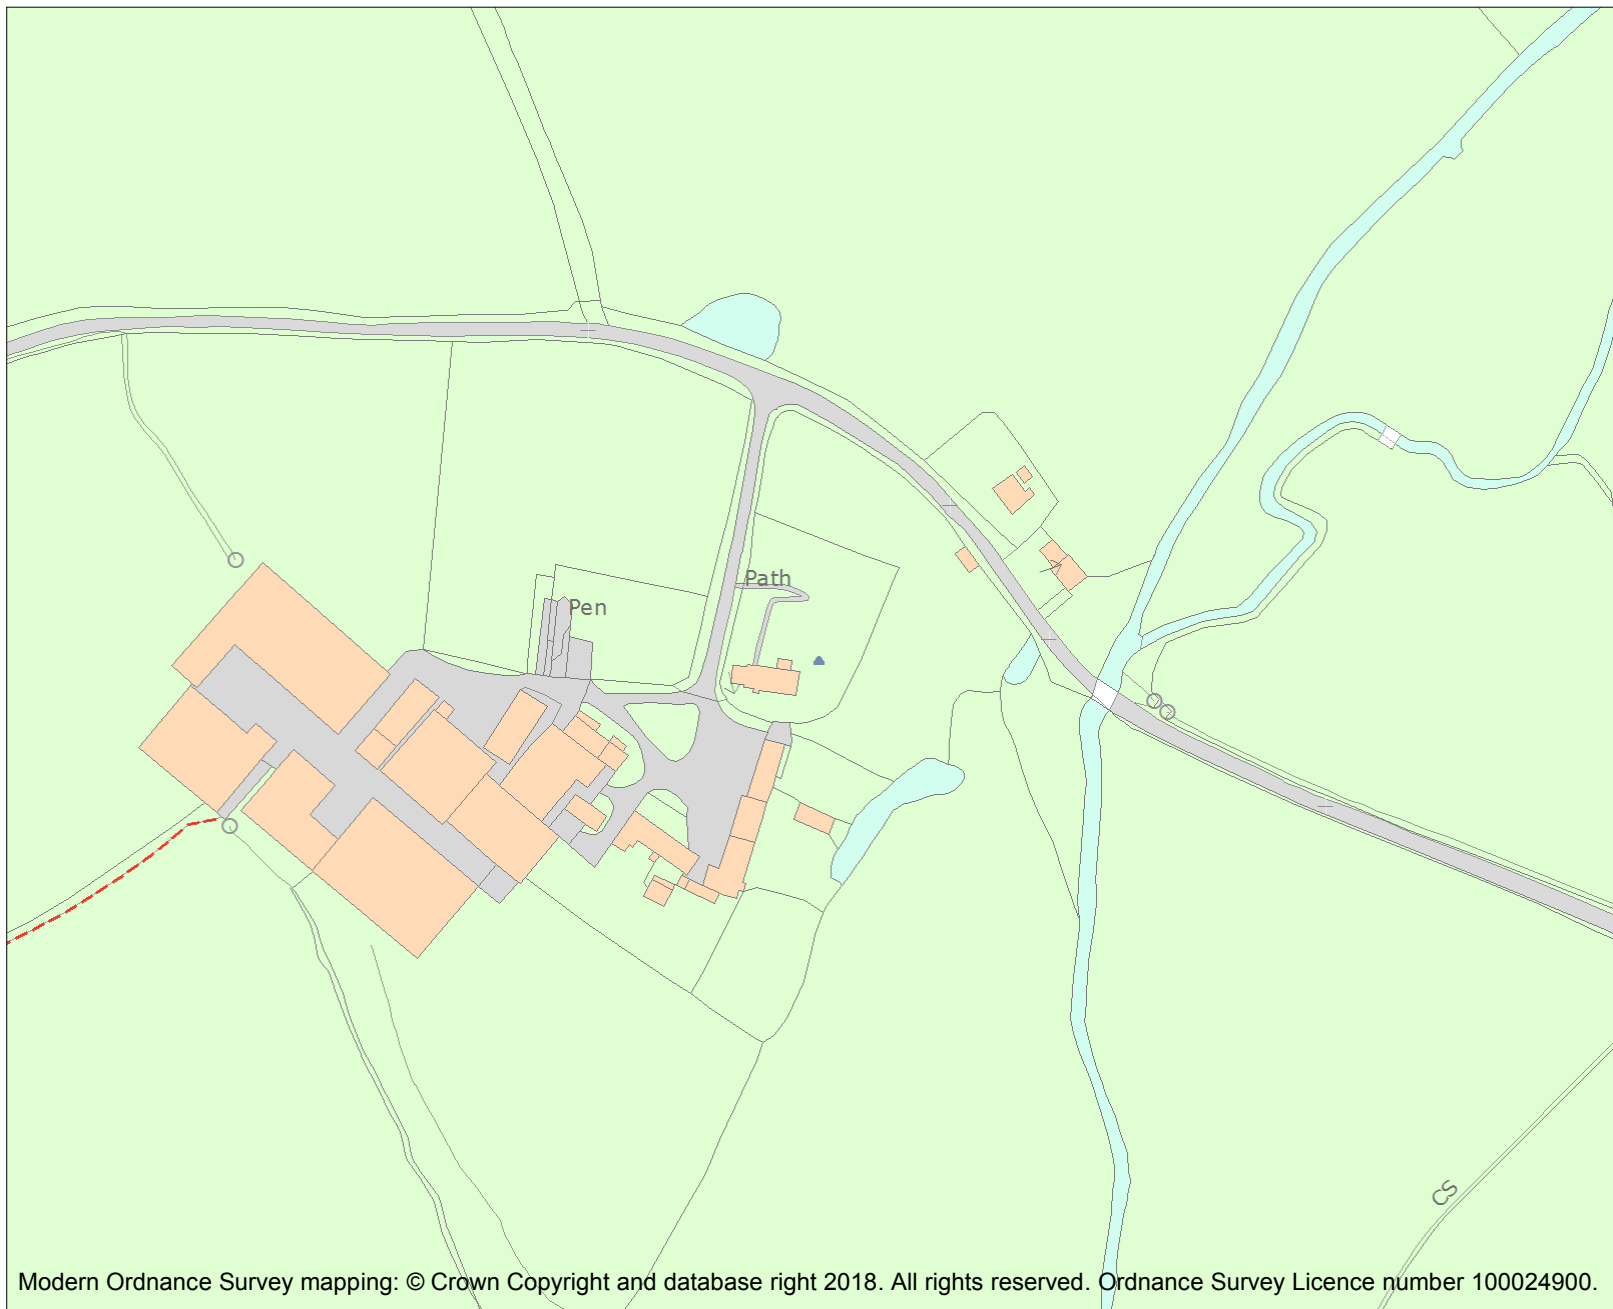 Path
Pen
CS
Modern Ordnance Survey mapping: © Crown Copyright and database right 2018. All rights reserved. Ordnance Survey Licence number 100024900.